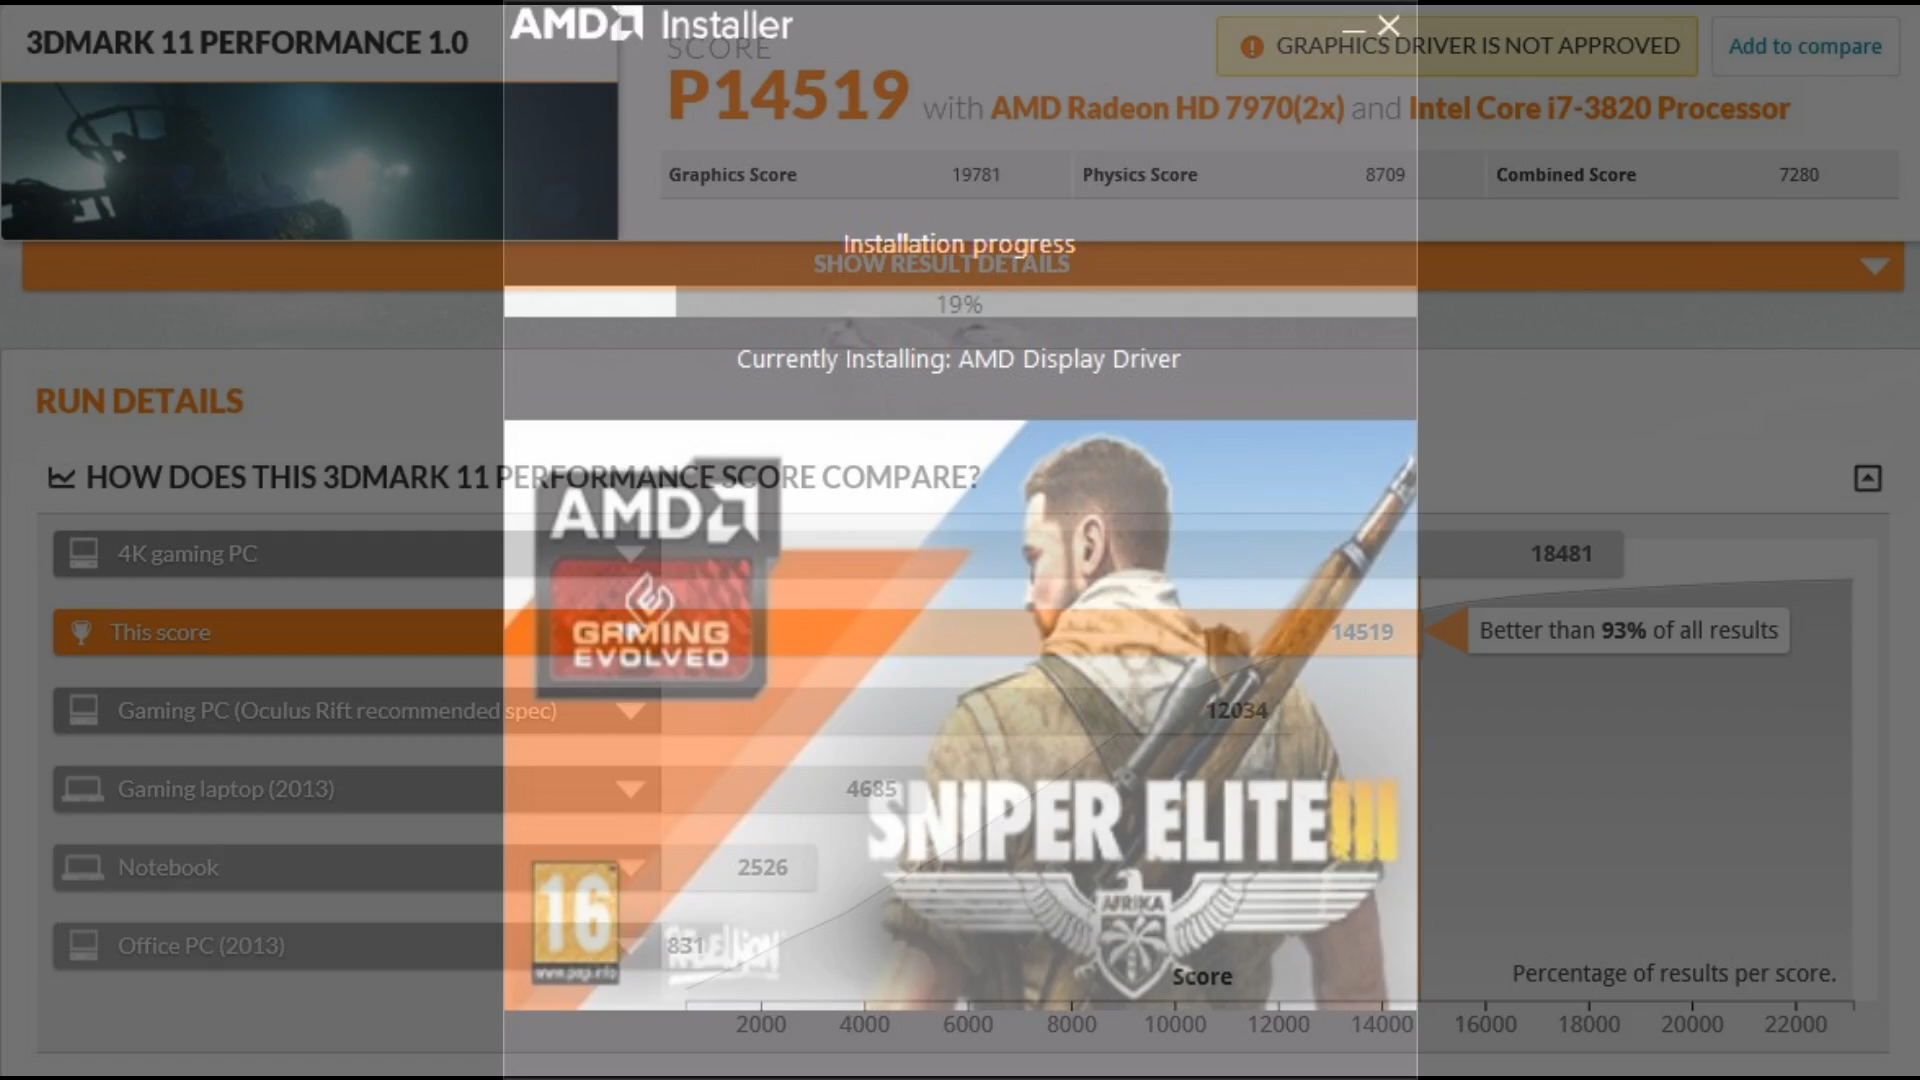 AMD Installer
3DMARK 11 PERFORMANCE 1.0
SCORE
GRAPHICS DRIVER IS NOT APPROVED
Add to compare
P14519 with AMD Radeon HD 7970(2x) and Intel Core i7-3820 Processor
Graphics Score 19781 Physics Score 8709 Combined Score 7280
Installation progress
SHOW RESULT DETAILS
19%
Currently Installing: AMD Display Driver
RUN DETAILS
HOW DOES THIS 3DMARK 11 PERFORMANCE SCORE COMPARE?
AMD
GAMING
EVOLVED
4K gaming PC 18481
This score 14519 Better than 93% of all results
Gaming PC (Oculus Rift recommended spec) 12034
Gaming laptop (2013) 4685
SNIPER ELITE III
Notebook 2526
AFRIKA
16
www.pegi.info
Office PC (2013) 831
REBELLION
Score
Percentage of results per score.
2000 4000 6000 8000 10000 12000 14000 16000 18000 20000 22000